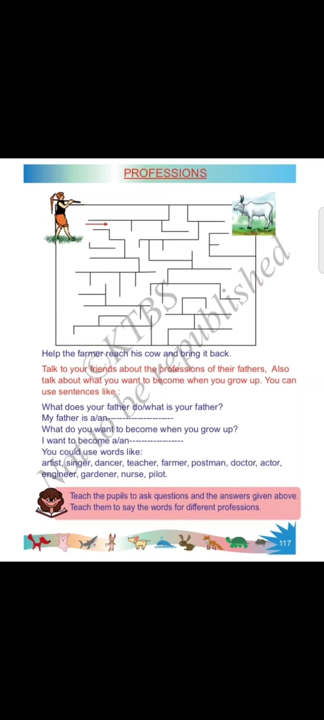 PROFESSIONS
Help the farmer reach his cow and bring it back.
Talk to your friends about the professions of their fathers, Also
talk about what you want to become when you grow up. You can
use sentences like :
What does your father do/what is your father?
My father is a/an----------------------
What do you want to become when you grow up?
I want to become a/an------------------
You could use words like:
artist, singer, dancer, teacher, farmer, postman, doctor, actor,
engineer, gardener, nurse, pilot.
Teach the pupils to ask questions and the answers given above.
Teach them to say the words for different professions.
117
©KTBS
Not to be republished